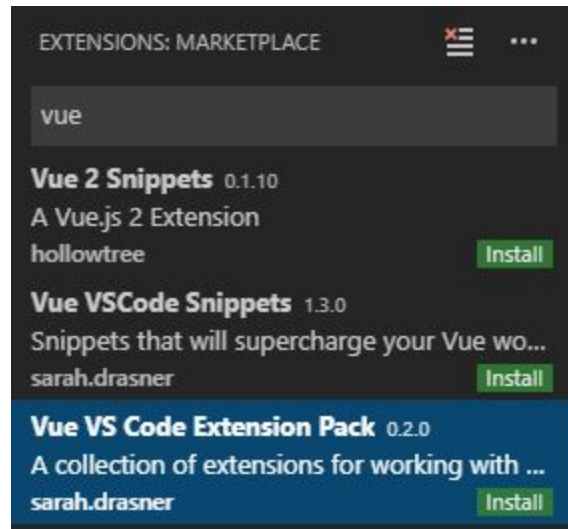 EXTENSIONS: MARKETPLACE
vue
Vue 2 Snippets 0.1.10
A Vue.js 2 Extension
hollowtree Install
Vue VSCode Snippets 1.3.0
Snippets that will supercharge your Vue wo...
sarah.drasner Install
Vue VS Code Extension Pack 0.2.0
A collection of extensions for working with ...
sarah.drasner Install